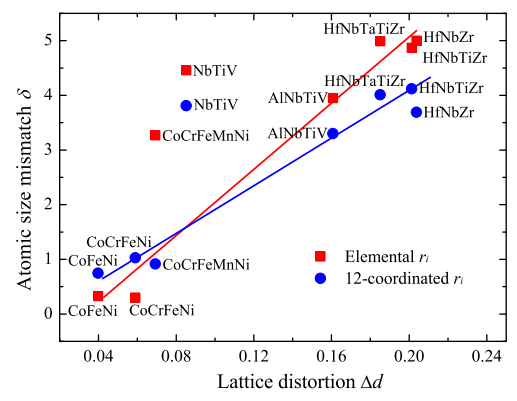 5
4
3
2
1
0
Atomic size mismatch δ
HfNbTaTiZr
HfNbZr
HfNbTiZr
NbTiV
HfNbTaTiZr
HfNbTiZr
NbTiV
AlNbTiV
HfNbZr
CoCrFeMnNi
AlNbTiV
CoCrFeNi
CoFeNi
CoCrFeMnNi
Elemental rᵢ
12-coordinated rᵢ
CoFeNi
CoCrFeNi
0.04 0.08 0.12 0.16 0.20 0.24
Lattice distortion Δd